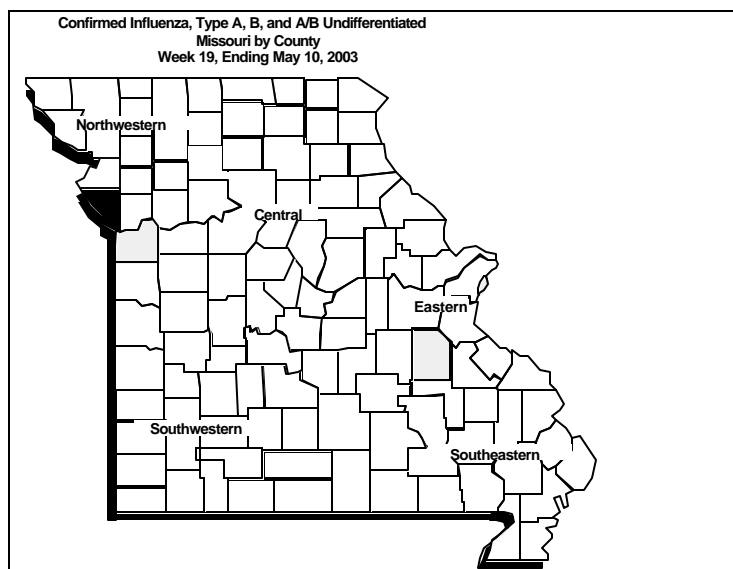 Confirmed Influenza, Type A, B, and A/B Undifferentiated
Missouri by County
Week 19, Ending May 10, 2003
Northwestern
Central
Eastern
Southwestern
Southeastern